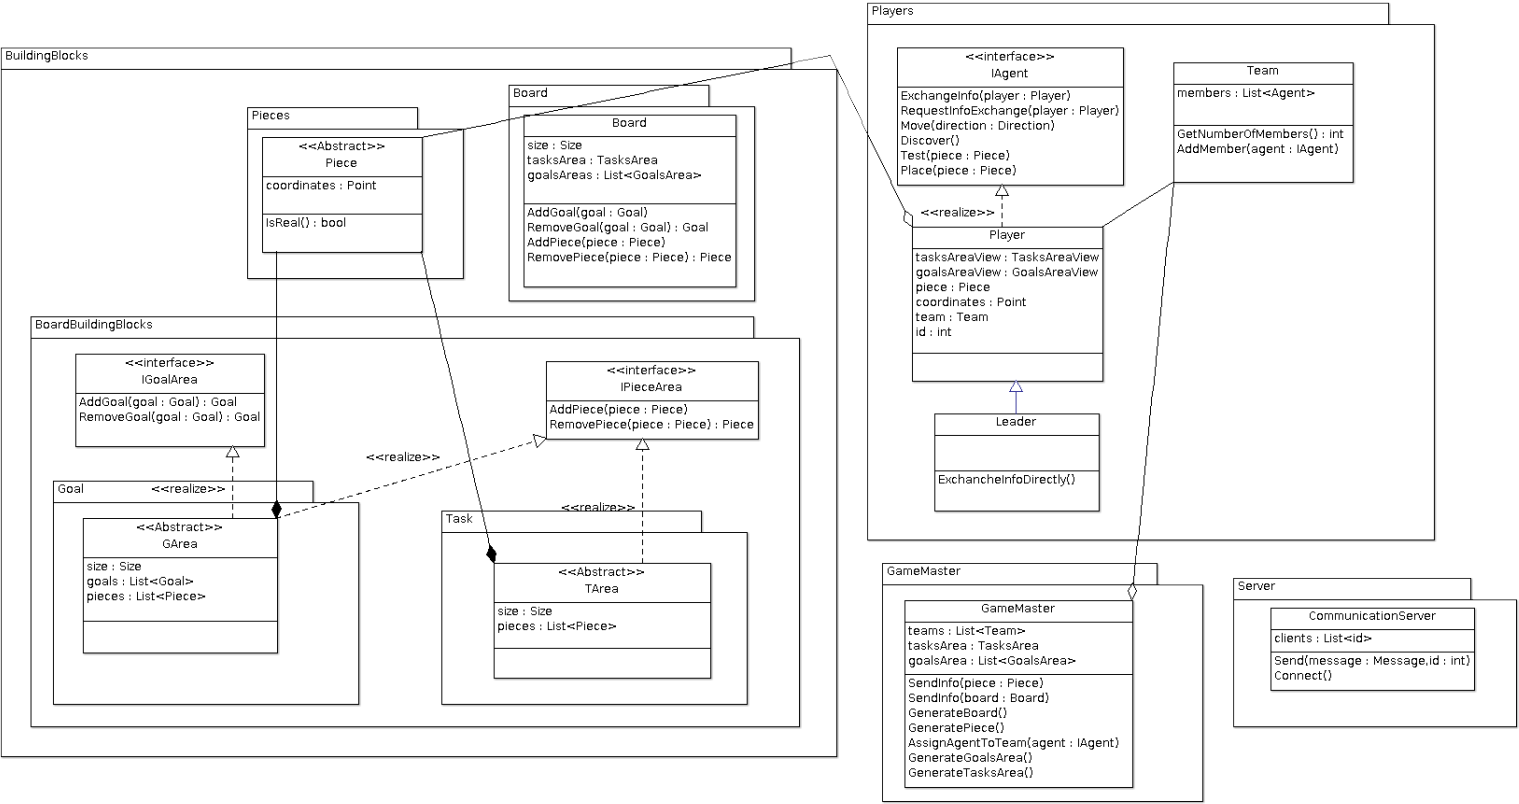 BuildingBlocks
Pieces
<<Abstract>>
Piece
coordinates : Point
IsReal() : bool
Board
Board
size : Size
tasksArea : TasksArea
goalsAreas : List<GoalsArea>
AddGoal(goal : Goal)
RemoveGoal(goal : Goal) : Goal
AddPiece(piece : Piece)
RemovePiece(piece : Piece) : Piece
BoardBuildingBlocks
<<interface>>
IGoalArea
AddGoal(goal : Goal) : Goal
RemoveGoal(goal : Goal) : Goal
<<interface>>
IPieceArea
AddPiece(piece : Piece)
RemovePiece(piece : Piece) : Piece
<<realize>>
Goal
<<realize>>
<<Abstract>>
GArea
size : Size
goals : List<Goal>
pieces : List<Piece>
<<realize>>
Task
<<Abstract>>
TArea
size : Size
pieces : List<Piece>
Players
<<interface>>
IAgent
ExchangeInfo(player : Player)
RequestInfoExchange(player : Player)
Move(direction : Direction)
Discover()
Test(piece : Piece)
Place(piece : Piece)
Team
members : List<Agent>
GetNumberOfMembers() : int
AddMember(agent : IAgent)
<<realize>>
Player
tasksAreaView : TasksAreaView
goalsAreaView : GoalsAreaView
piece : Piece
coordinates : Point
team : Team
id : int
Leader
ExchancheInfoDirectly()
GameMaster
GameMaster
teams : List<Team>
tasksArea : TasksArea
goalsArea : List<GoalsArea>
SendInfo(piece : Piece)
SendInfo(board : Board)
GenerateBoard()
GeneratePiece()
AssignAgentToTeam(agent : IAgent)
GenerateGoalsArea()
GenerateTasksArea()
Server
CommunicationServer
clients : List<id>
Send(message : Message,id : int)
Connect()